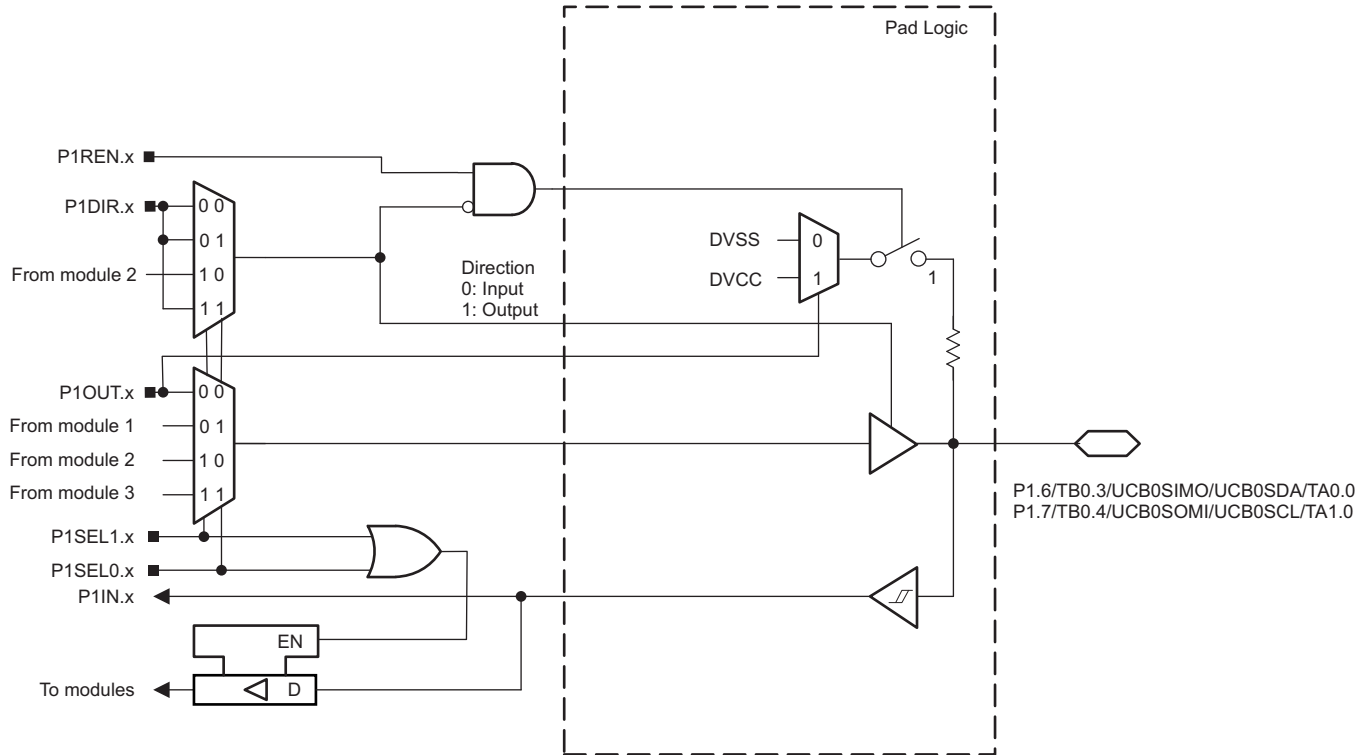 Pad Logic
P1REN.x
P1DIR.x
0 0
0 1
From module 2
1 0
1 1
Direction
0: Input
1: Output
DVSS
0
DVCC
1
1
P1OUT.x
0 0
From module 1
0 1
From module 2
1 0
From module 3
1 1
P1.6/TB0.3/UCB0SIMO/UCB0SDA/TA0.0
P1.7/TB0.4/UCB0SOMI/UCB0SCL/TA1.0
P1SEL1.x
P1SEL0.x
P1IN.x
EN
To modules
D